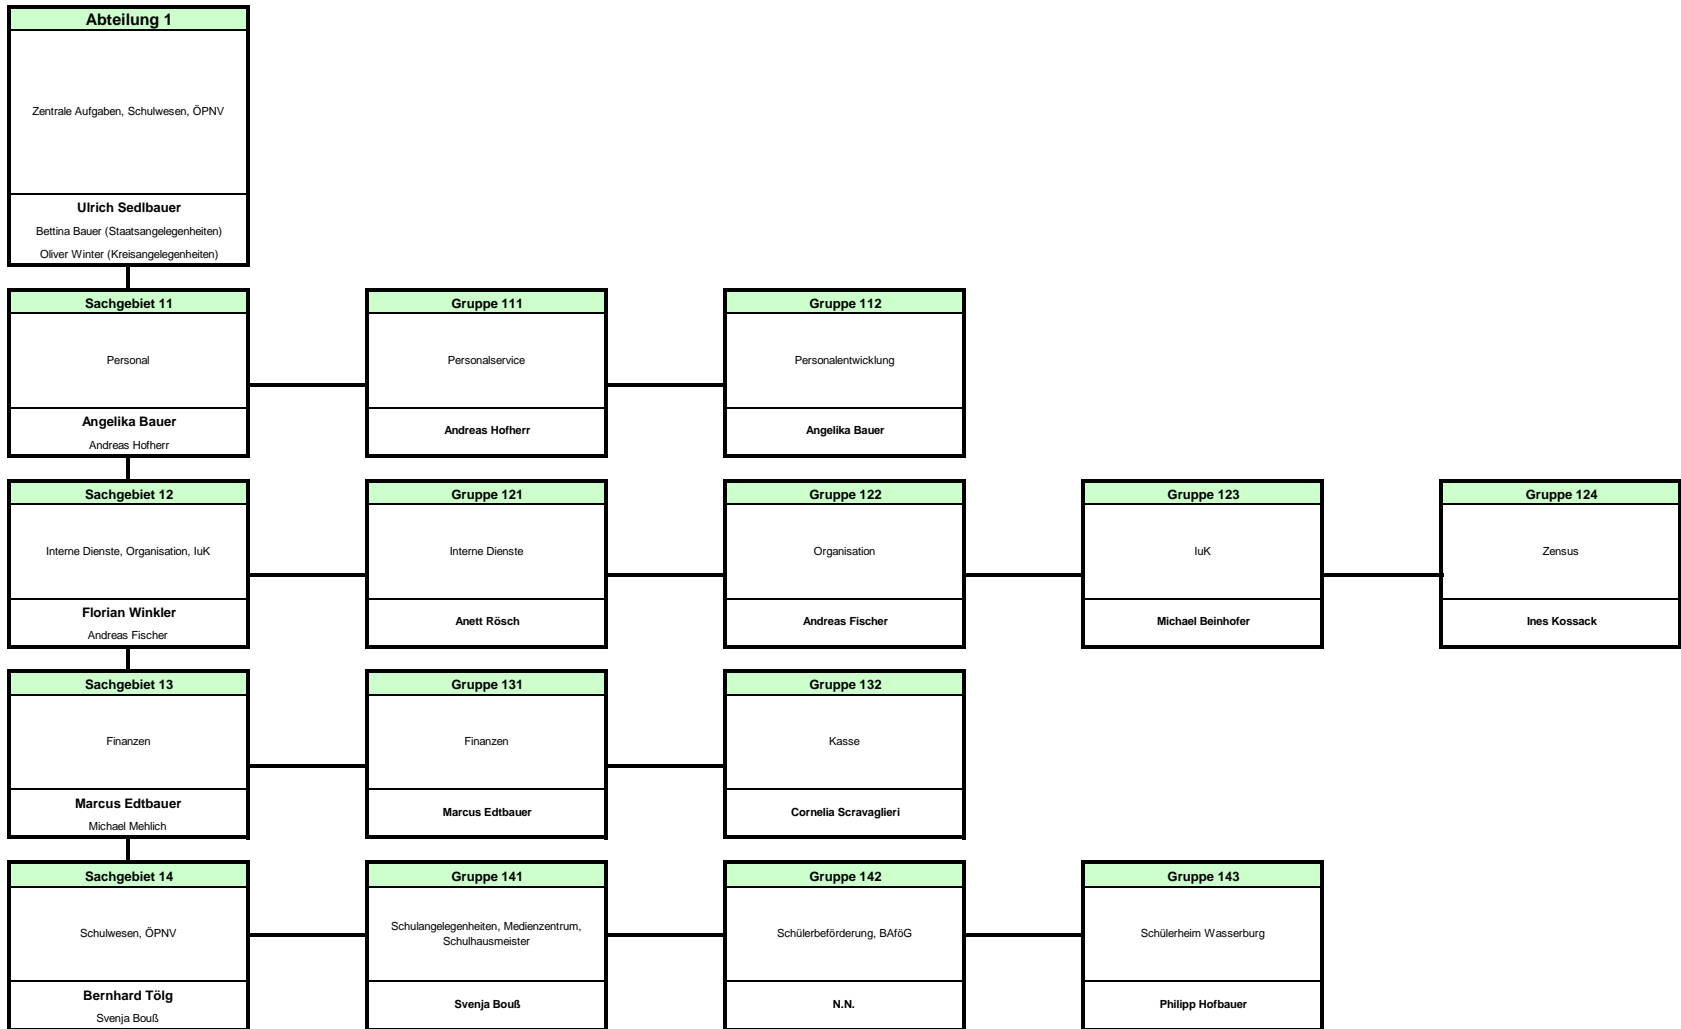 Abteilung 1
Zentrale Aufgaben, Schulwesen, ÖPNV
Ulrich Sedlbauer
Bettina Bauer (Staatsangelegenheiten)
Oliver Winter (Kreisangelegenheiten)
Sachgebiet 11
Personal
Angelika Bauer
Andreas Hofherr
Gruppe 111
Personalservice
Andreas Hofherr
Gruppe 112
Personalentwicklung
Angelika Bauer
Sachgebiet 12
Interne Dienste, Organisation, IuK
Florian Winkler
Andreas Fischer
Gruppe 121
Interne Dienste
Anett Rösch
Gruppe 122
Organisation
Andreas Fischer
Gruppe 123
IuK
Michael Beinhofer
Gruppe 124
Zensus
Ines Kossack
Sachgebiet 13
Finanzen
Marcus Edtbauer
Michael Mehlich
Gruppe 131
Finanzen
Marcus Edtbauer
Gruppe 132
Kasse
Cornelia Scravaglieri
Sachgebiet 14
Schulwesen, ÖPNV
Bernhard Tölg
Svenja Bouß
Gruppe 141
Schulangelegenheiten, Medienzentrum,
Schulhausmeister
Svenja Bouß
Gruppe 142
Schülerbeförderung, BAföG
N.N.
Gruppe 143
Schülerheim Wasserburg
Philipp Hofbauer